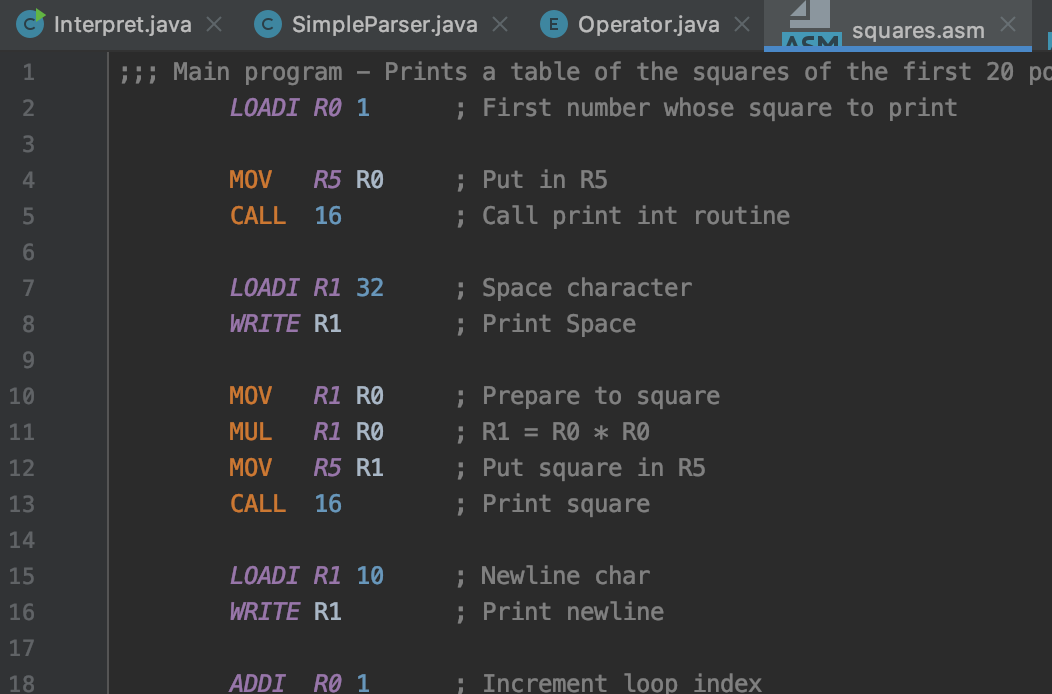 Interpret.java SimpleParser.java Operator.java ASM squares.asm
1 ;;; Main program – Prints a table of the squares of the first 20
2 LOADI R0 1 ; First number whose square to print
3
4 MOV R5 R0 ; Put in R5
5 CALL 16 ; Call print int routine
6
7 LOADI R1 32 ; Space character
8 WRITE R1 ; Print Space
9
10 MOV R1 R0 ; Prepare to square
11 MUL R1 R0 ; R1 = R0 * R0
12 MOV R5 R1 ; Put square in R5
13 CALL 16 ; Print square
14
15 LOADI R1 10 ; Newline char
16 WRITE R1 ; Print newline
17
18 ADDI R0 1 ; Increment loop index